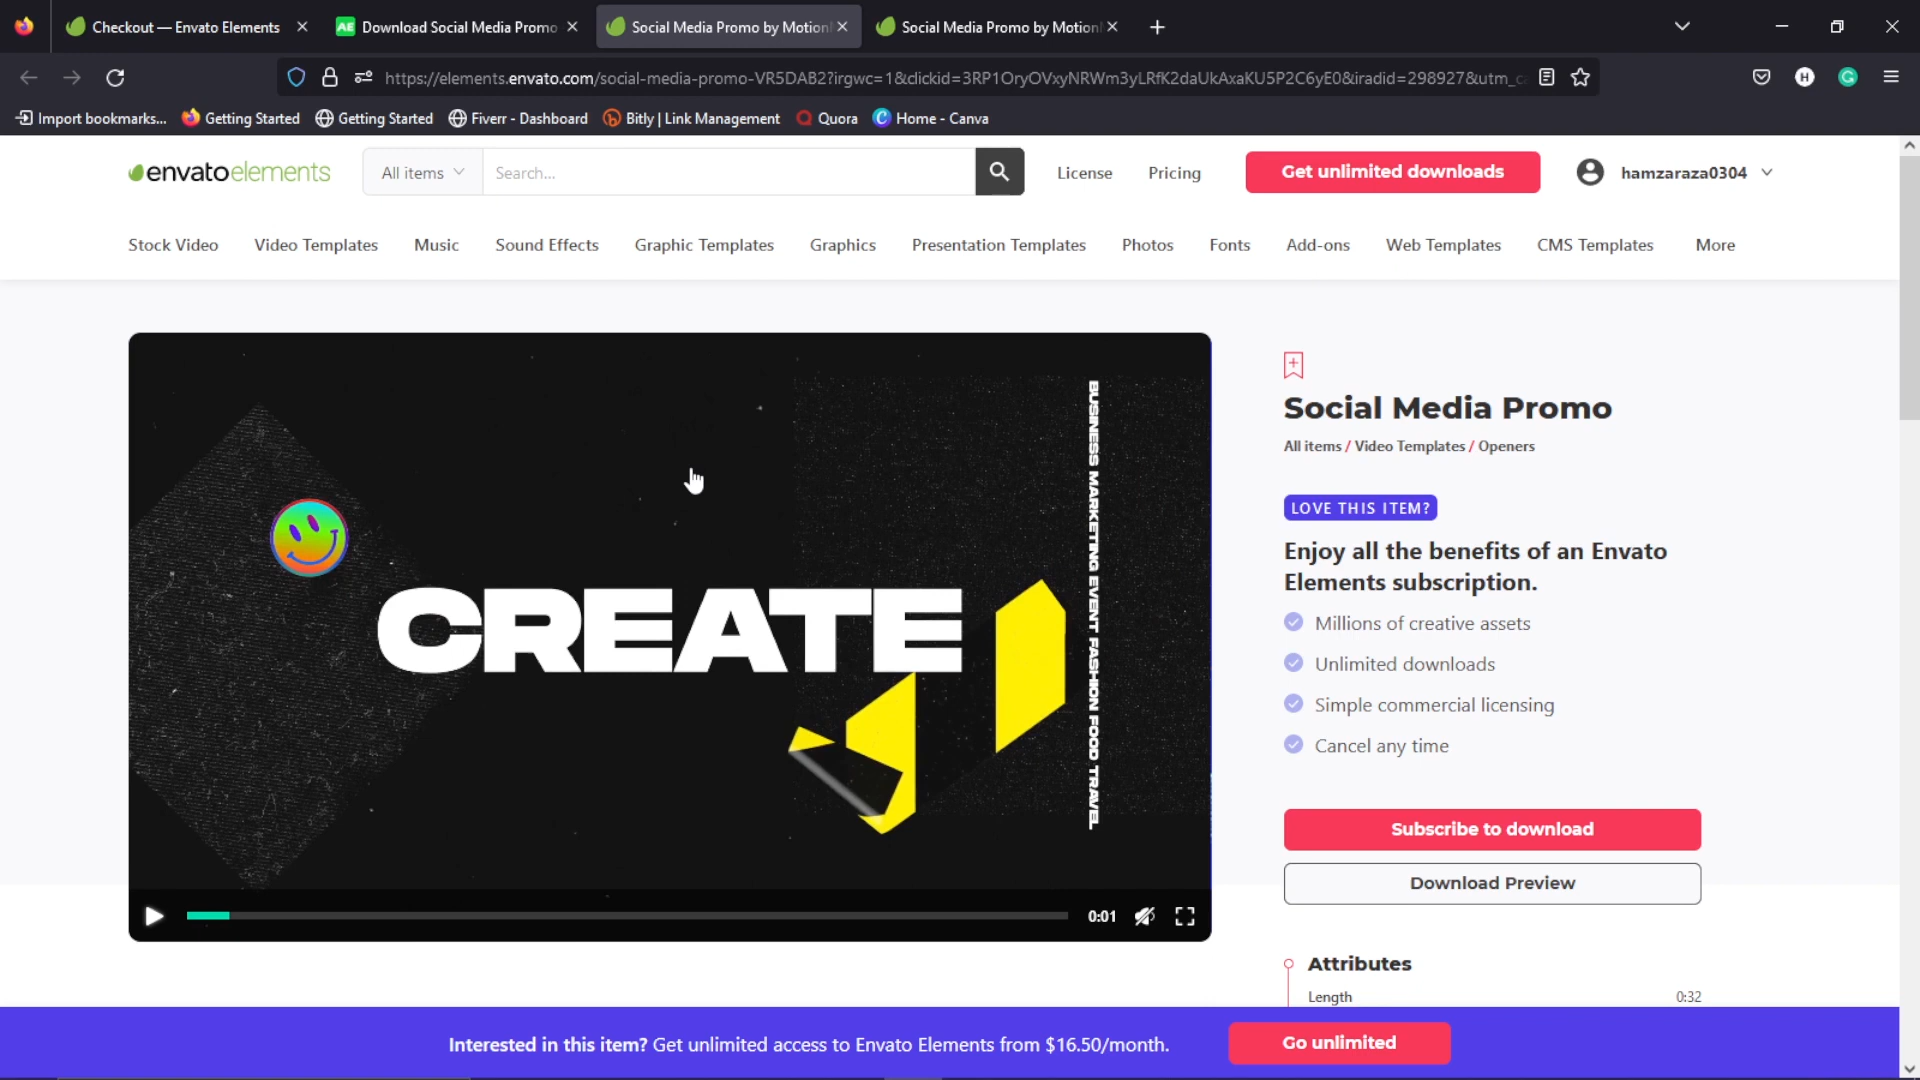 Checkout — Envato Elements
AE Download Social Media Promo
Social Media Promo by Motion
Social Media Promo by Motion
https://elements.envato.com/social-media-promo-VR5DAB2?irgwc=1&clickid=3RP1OryOVxyNRWm3yLRfK2daUkAxaKU5P2C6yE0&iradid=298927&utm_c
H
G
Import bookmarks...
Getting Started
Getting Started
Fiverr - Dashboard
Bitly | Link Management
Quora
Home - Canva
envatoelements
All items
Search...
License
Pricing
Get unlimited downloads
hamzaraza0304
Stock Video
Video Templates
Music
Sound Effects
Graphic Templates
Graphics
Presentation Templates
Photos
Fonts
Add-ons
Web Templates
CMS Templates
More
CREATE
BUSINESS MARKETING EVENT FASHION FOOD TRAVEL
0:01
Social Media Promo
All items / Video Templates / Openers
LOVE THIS ITEM?
Enjoy all the benefits of an Envato
Elements subscription.
Millions of creative assets
Unlimited downloads
Simple commercial licensing
Cancel any time
Subscribe to download
Download Preview
Attributes
Length 0:32
Interested in this item? Get unlimited access to Envato Elements from $16.50/month.
Go unlimited